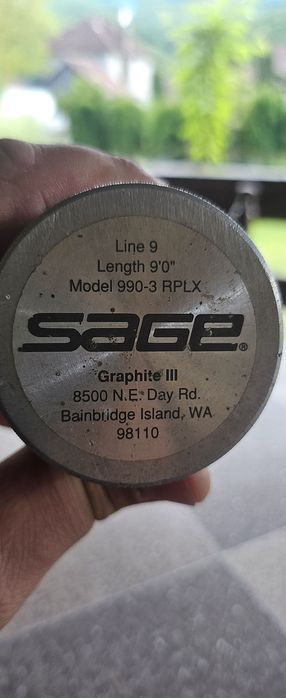 Line 9
Length 9'0"
Model 990-3 RPLX
SAGE®
Graphite III
8500 N.E. Day Rd.
Bainbridge Island, WA
98110